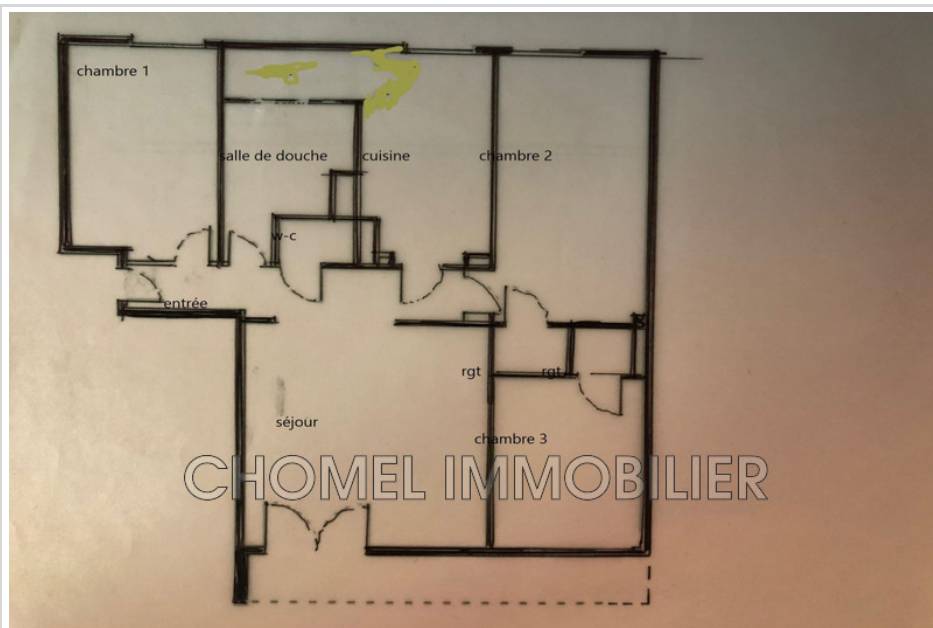 chambre 1
salle de douche
cuisine
chambre 2
w-c
entrée
rgt
rgt
séjour
chambre 3
CHOMEL IMMOBILIER